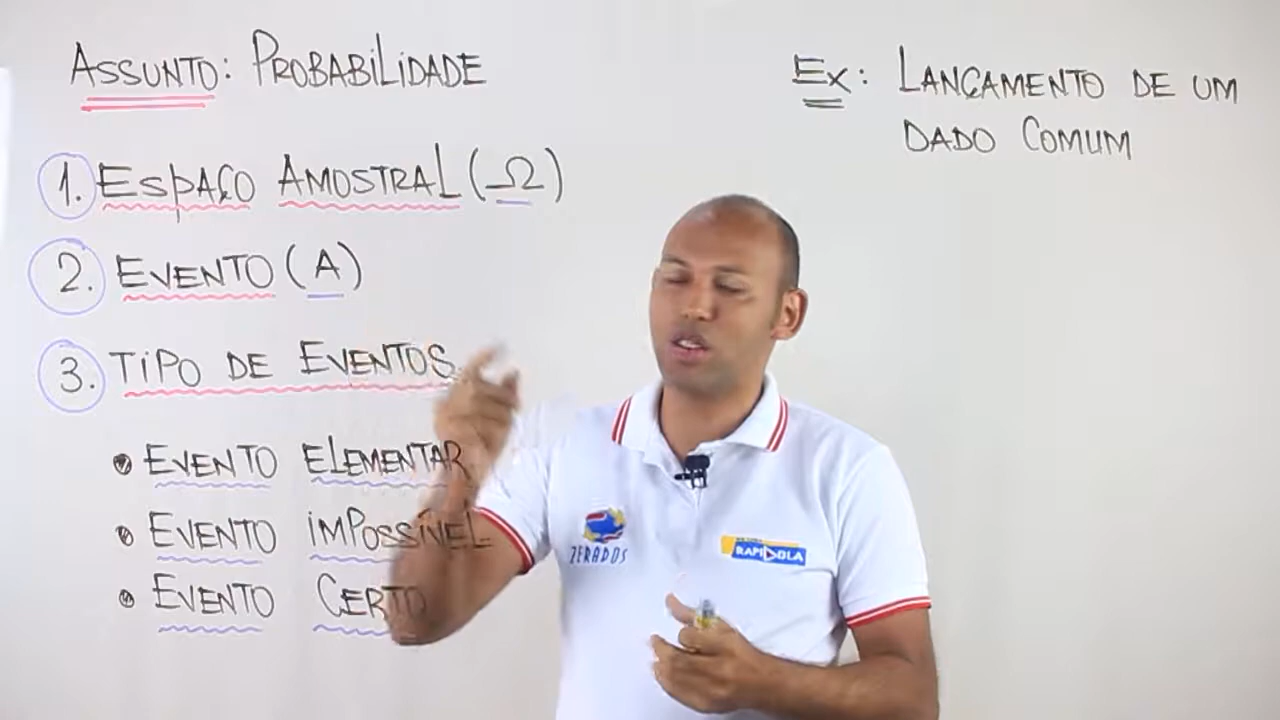 ASSUNTO: PROBABILIDADE
1. ESPAÇO AMOSTRAL (Ω)
2. EVENTO (A)
3. TIPO DE EVENTOS
• EVENTO ELEMENTAR
• EVENTO IMPOSSÍVEL
• EVENTO CERTO
EX: LANÇAMENTO DE UM
DADO COMUM
ZERADOS